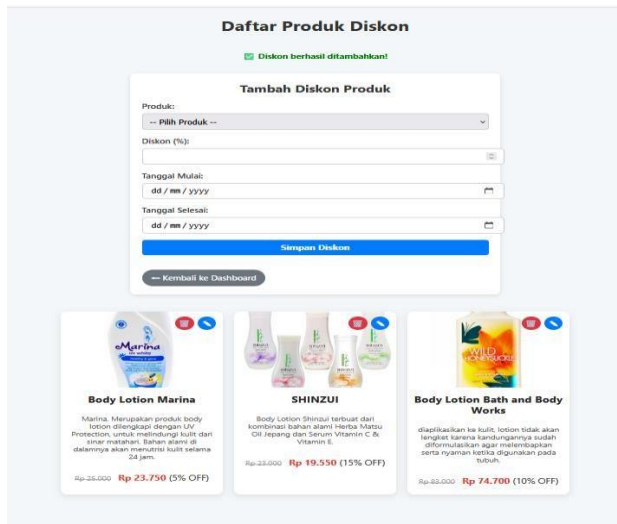 Daftar Produk Diskon
Diskon berhasil ditambahkan!
Tambah Diskon Produk
Produk:
-- Pilih Produk --
Diskon (%):
Tanggal Mulai:
dd / mm / yyyy
Tanggal Selesai:
dd / mm / yyyy
Simpan Diskon
← Kembali ke Dashboard
Marina
Body Lotion Marina
Marina. Merupakan produk body
lotion dilengkapi dengan UV
Protection, untuk melindungi kulit dari
sinar matahari. Bahan alami di
dalamnya akan menutrisi kulit selama
24 jam.
Rp 25.000 Rp 23.750 (5% OFF)
SHINZUI
Body Lotion Shinzui terbuat dari
kombinasi bahan alami Herba Matsu
Oil Jepang dan Serum Vitamin C &
Vitamin E.
Rp 23.000 Rp 19.550 (15% OFF)
WILD
HONEYSUCKLE
Body Lotion Bath and Body
Works
diaplikasikan ke kulit, lotion tidak akan
lengket karena kandungannya sudah
diformulasikan agar melembapkan
serta nyaman ketika digunakan pada
tubuh.
Rp 83.000 Rp 74.700 (10% OFF)